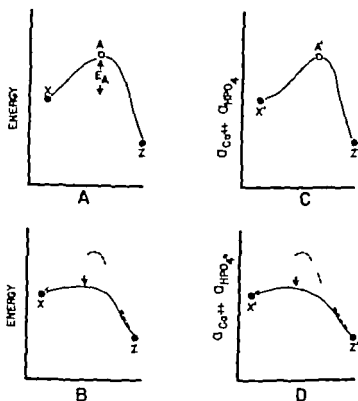 ENERGY
X
A
E_A
Z
A
a_Ca++ a_HPO₄
X
A'
Z
C
ENERGY
X
Z
B
a_Ca++ a_HPO₄=
X
Z
D